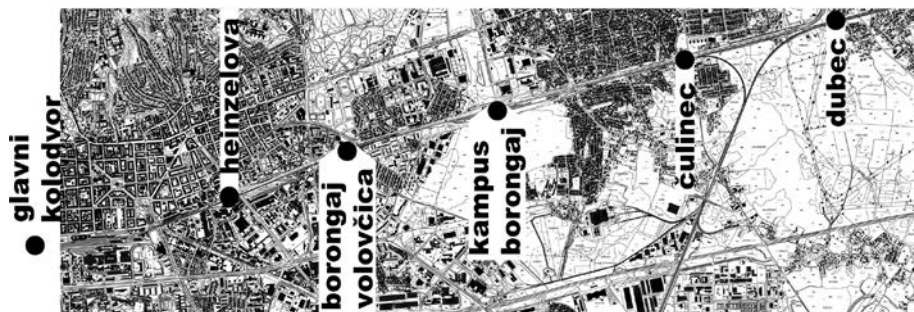 glavni
kolodvor
heinzelova
borongaj
volovčica
kampus
borongaj
čulinec
dubec